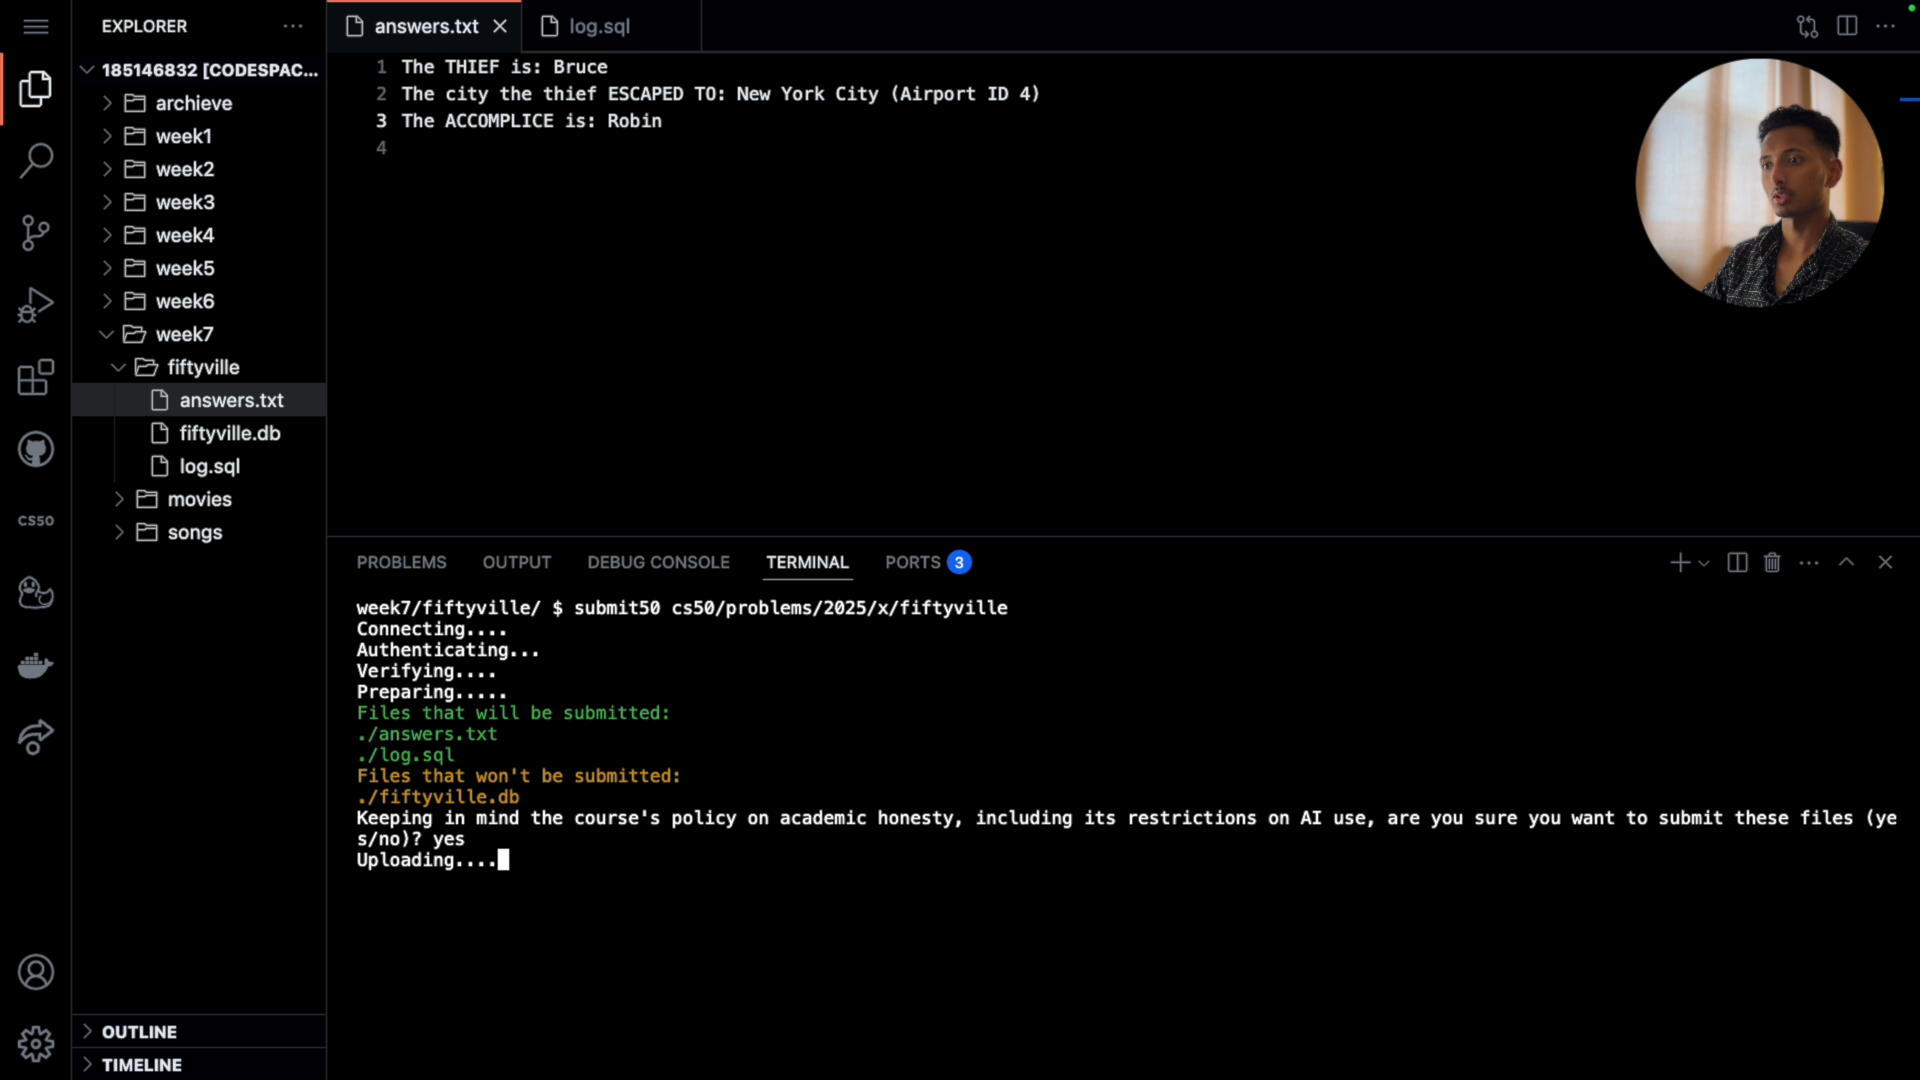 EXPLORER
185146832 [CODESPAC...
archieve
week1
week2
week3
week4
week5
week6
week7
fiftyville
answers.txt
fiftyville.db
log.sql
movies
songs
OUTLINE
TIMELINE
CS50
answers.txt
log.sql
1 The THIEF is: Bruce
2 The city the thief ESCAPED TO: New York City (Airport ID 4)
3 The ACCOMPLICE is: Robin
4
PROBLEMS OUTPUT DEBUG CONSOLE TERMINAL PORTS 3
week7/fiftyville/ $ submit50 cs50/problems/2025/x/fiftyville
Connecting....
Authenticating...
Verifying....
Preparing.....
Files that will be submitted:
./answers.txt
./log.sql
Files that won't be submitted:
./fiftyville.db
Keeping in mind the course's policy on academic honesty, including its restrictions on AI use, are you sure you want to submit these files (ye
s/no)? yes
Uploading....